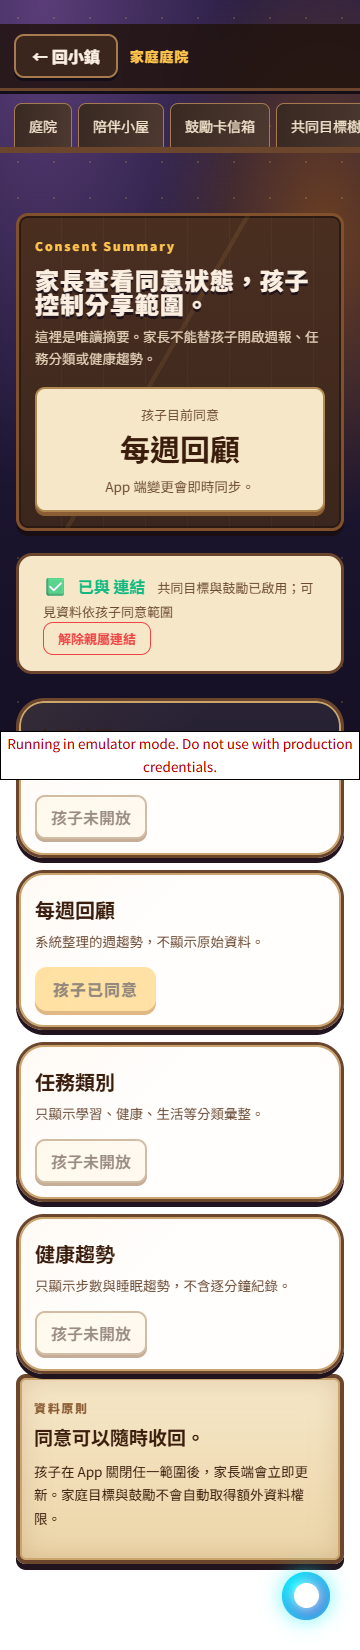 ← 回小鎮
家庭庭院
庭院
陪伴小屋
鼓勵卡信箱
共同目標樹
Consent Summary
家長查看同意狀態，孩子
控制分享範圍。
這裡是唯讀摘要。家長不能替孩子開啟週報、任
務分類或健康趨勢。
孩子目前同意
每週回顧
App 端變更會即時同步。
已與 連結 共同目標與鼓勵已啟用；可
見資料依孩子同意範圍
解除親屬連結
Running in emulator mode. Do not use with production
credentials.
孩子未開放
每週回顧
系統整理的週趨勢，不顯示原始資料。
孩子已同意
任務類別
只顯示學習、健康、生活等分類彙整。
孩子未開放
健康趨勢
只顯示步數與睡眠趨勢，不含逐分鐘紀錄。
孩子未開放
資料原則
同意可以隨時收回。
孩子在 App 關閉任一範圍後，家長端會立即更
新。家庭目標與鼓勵不會自動取得額外資料權
限。